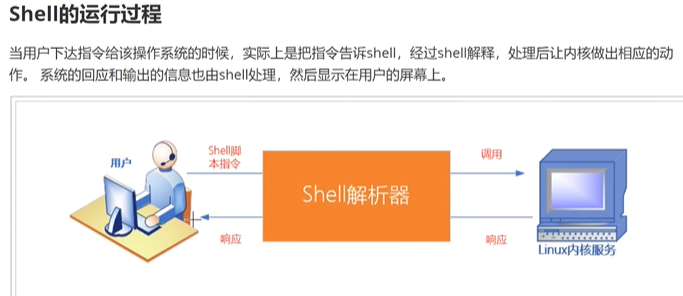 Shell的运行过程
当用户下达指令给该操作系统的时候，实际上是把指令告诉shell，经过shell解释，处理后让内核做出相应的动
作。 系统的回应和输出的信息也由shell处理，然后显示在用户的屏幕上。
用户
Shell脚
本指令
Shell解析器
调用
响应
响应
Linux内核服务